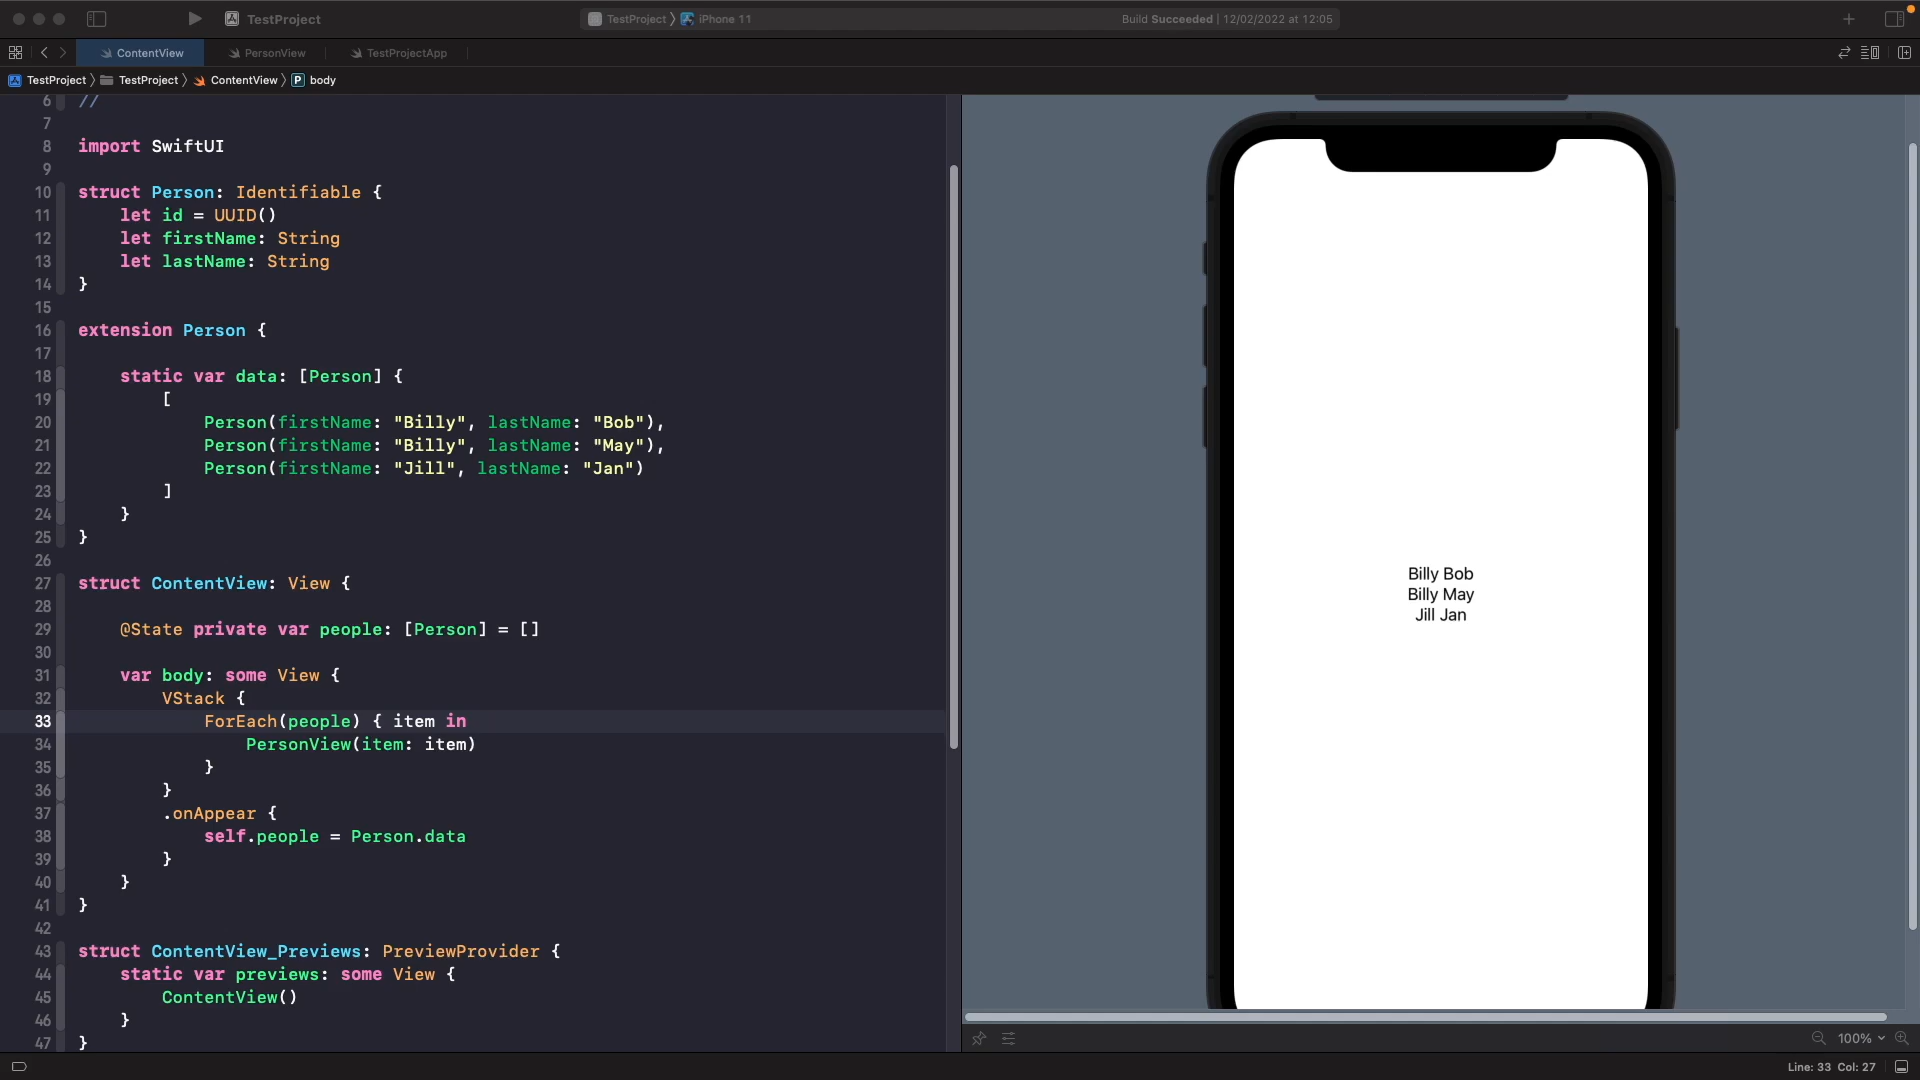 TestProject
TestProject 〉 iPhone 11
Build Succeeded | 12/02/2022 at 12:05
ContentView
PersonView
TestProjectApp
TestProject 〉 TestProject 〉 ContentView 〉 P body
6 //
7
8 import SwiftUI
9
10 struct Person: Identifiable {
11 let id = UUID()
12 let firstName: String
13 let lastName: String
14 }
15
16 extension Person {
17
18 static var data: [Person] {
19 [
20 Person(firstName: "Billy", lastName: "Bob"),
21 Person(firstName: "Billy", lastName: "May"),
22 Person(firstName: "Jill", lastName: "Jan")
23 ]
24 }
25 }
26
27 struct ContentView: View {
28
29 @State private var people: [Person] = []
30
31 var body: some View {
32 VStack {
33 ForEach(people) { item in
34 PersonView(item: item)
35 }
36 }
37 .onAppear {
38 self.people = Person.data
39 }
40 }
41 }
42
43 struct ContentView_Previews: PreviewProvider {
44 static var previews: some View {
45 ContentView()
46 }
47 }
Billy Bob
Billy May
Jill Jan
100%
Line: 33 Col: 27